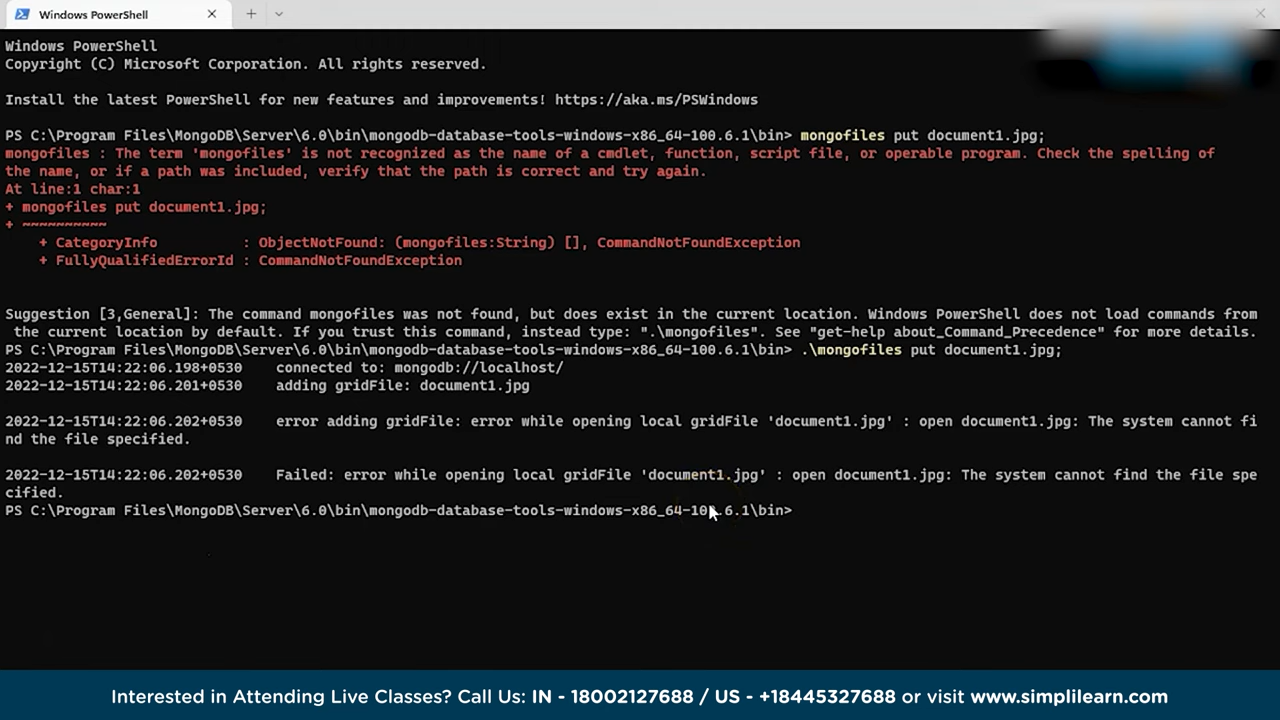 Windows PowerShell
Windows PowerShell
Copyright (C) Microsoft Corporation. All rights reserved.
Install the latest PowerShell for new features and improvements! https://aka.ms/PSWindows
PS C:\Program Files\MongoDB\Server\6.0\bin\mongodb-database-tools-windows-x86_64-100.6.1\bin> mongofiles put document1.jpg;
mongofiles : The term 'mongofiles' is not recognized as the name of a cmdlet, function, script file, or operable program. Check the spelling of
the name, or if a path was included, verify that the path is correct and try again.
At line:1 char:1
+ mongofiles put document1.jpg;
+ ~~~~~~~~~~
    + CategoryInfo          : ObjectNotFound: (mongofiles:String) [], CommandNotFoundException
    + FullyQualifiedErrorId : CommandNotFoundException
Suggestion [3,General]: The command mongofiles was not found, but does exist in the current location. Windows PowerShell does not load commands from
 the current location by default. If you trust this command, instead type: ".\mongofiles". See "get-help about_Command_Precedence" for more details.
PS C:\Program Files\MongoDB\Server\6.0\bin\mongodb-database-tools-windows-x86_64-100.6.1\bin> .\mongofiles put document1.jpg;
2022-12-15T14:22:06.198+0530    connected to: mongodb://localhost/
2022-12-15T14:22:06.201+0530    adding gridFile: document1.jpg
2022-12-15T14:22:06.202+0530    error adding gridFile: error while opening local gridFile 'document1.jpg' : open document1.jpg: The system cannot fi
nd the file specified.
2022-12-15T14:22:06.202+0530    Failed: error while opening local gridFile 'document1.jpg' : open document1.jpg: The system cannot find the file spe
cified.
PS C:\Program Files\MongoDB\Server\6.0\bin\mongodb-database-tools-windows-x86_64-100.6.1\bin>
Interested in Attending Live Classes? Call Us: IN - 18002127688 / US - +18445327688 or visit www.simplilearn.com